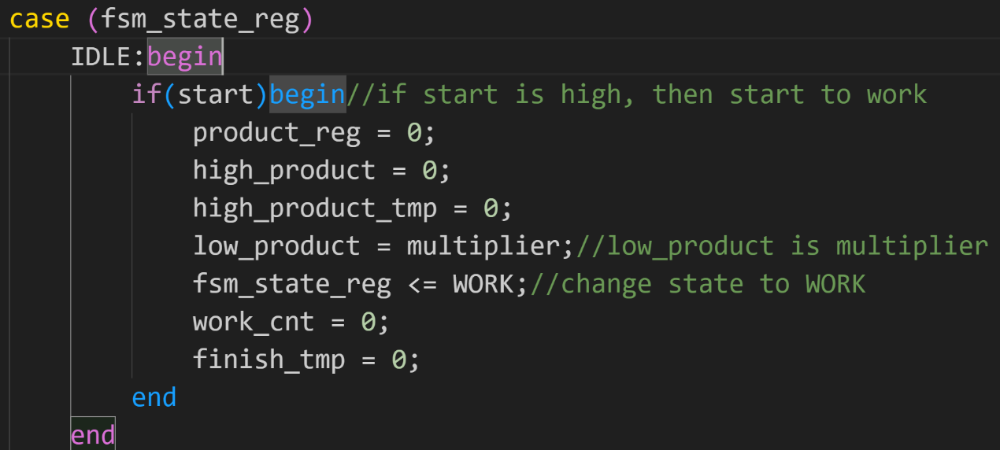 case (fsm_state_reg)
    IDLE:begin
        if(start)begin//if start is high, then start to work
            product_reg = 0;
            high_product = 0;
            high_product_tmp = 0;
            low_product = multiplier;//low_product is multiplier
            fsm_state_reg <= WORK;//change state to WORK
            work_cnt = 0;
            finish_tmp = 0;
        end
    end